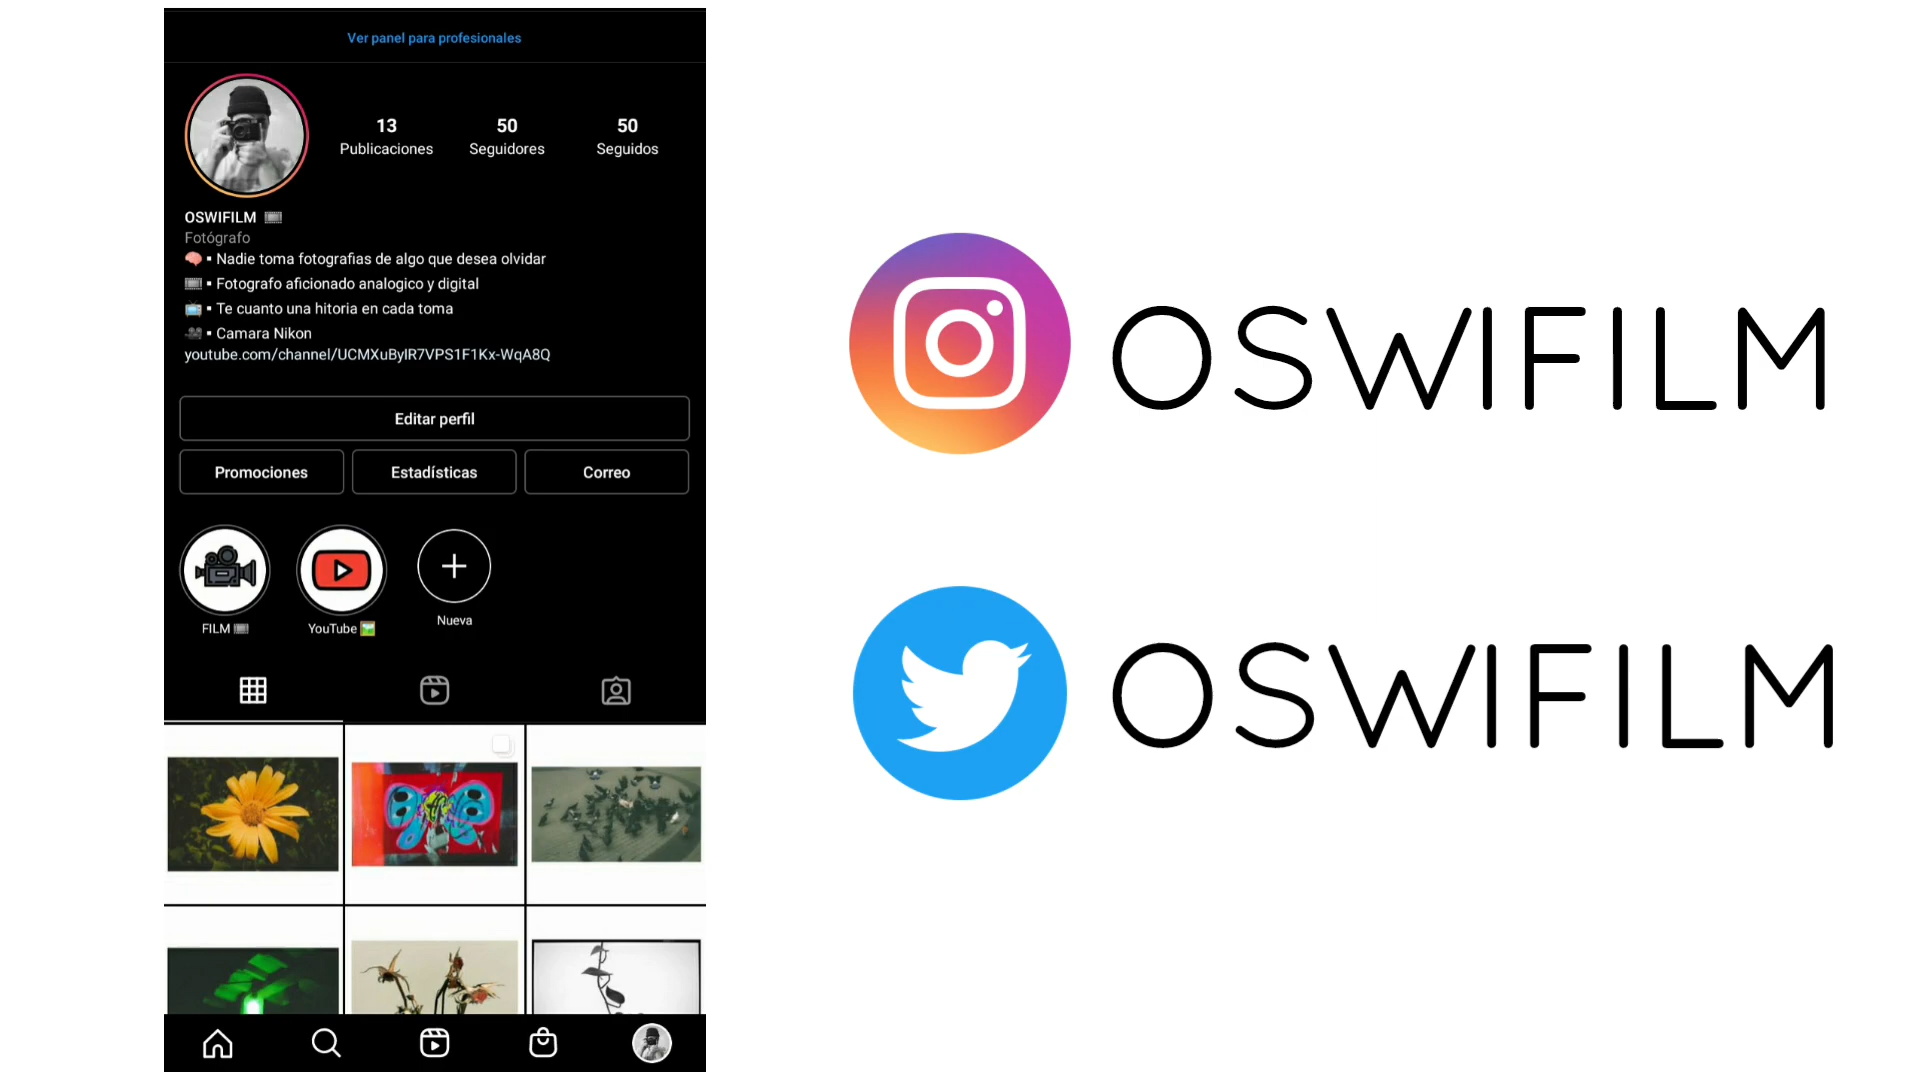 Ver panel para profesionales
13 50 50
Publicaciones Seguidores Seguidos
OSWIFILM
Fotógrafo
▪ Nadie toma fotografias de algo que desea olvidar
▪ Fotografo aficionado analogico y digital
▪ Te cuanto una hitoria en cada toma
▪ Camara Nikon
youtube.com/channel/UCMXuBylR7VPS1F1Kx-WqA8Q
Editar perfil
Promociones Estadísticas Correo
FILM YouTube Nueva
OSWIFILM
OSWIFILM